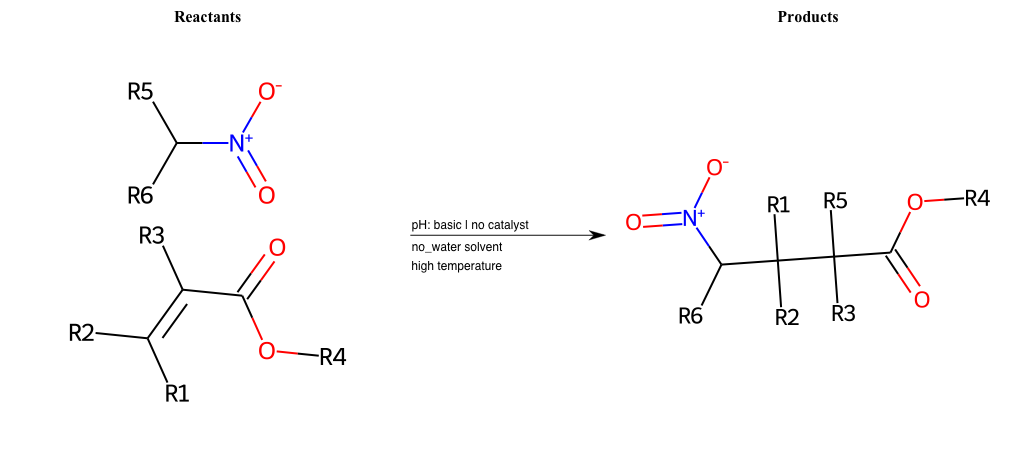 Reactants
Products
R5
O-
N+
R6
O
R3
O
R2
O
R4
R1
pH: basic | no catalyst
no_water solvent
high temperature
O-
O
N+
R1
R5
O
R4
R6
R2
R3
O